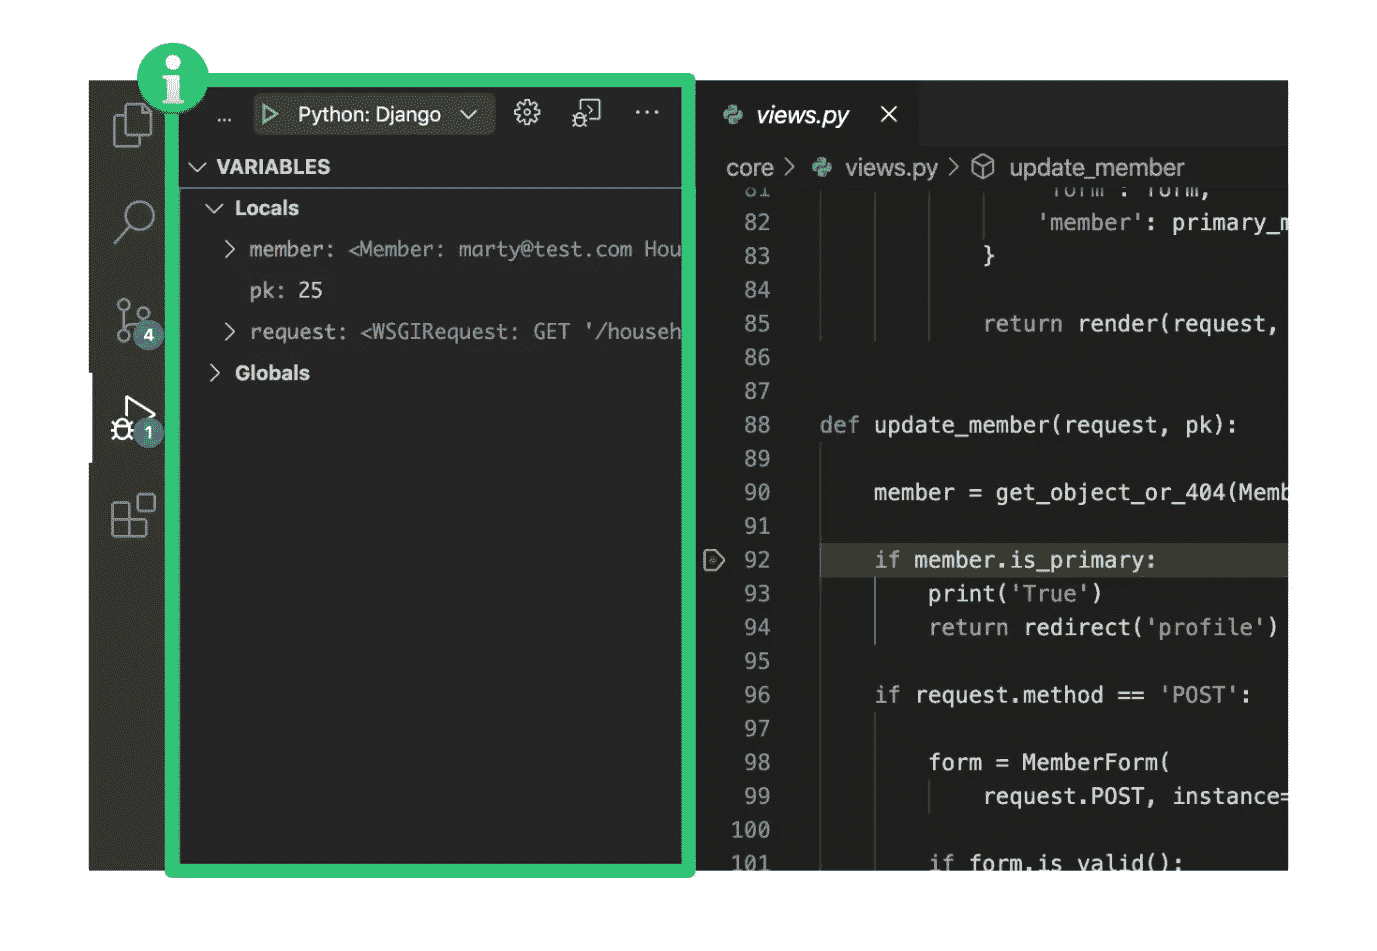 i
... Python: Django ...
VARIABLES
Locals
member: <Member: marty@test.com Hou
pk: 25
request: <WSGIRequest: GET '/househ
Globals
4
1
views.py
core > views.py > update_member
81 'form': form,
82 'member': primary_m
83 }
84
85 return render(request,
86
87
88 def update_member(request, pk):
89
90 member = get_object_or_404(Memb
91
92 if member.is_primary:
93 print('True')
94 return redirect('profile')
95
96 if request.method == 'POST':
97
98 form = MemberForm(
99 request.POST, instance=
100
101 if form.is_valid():